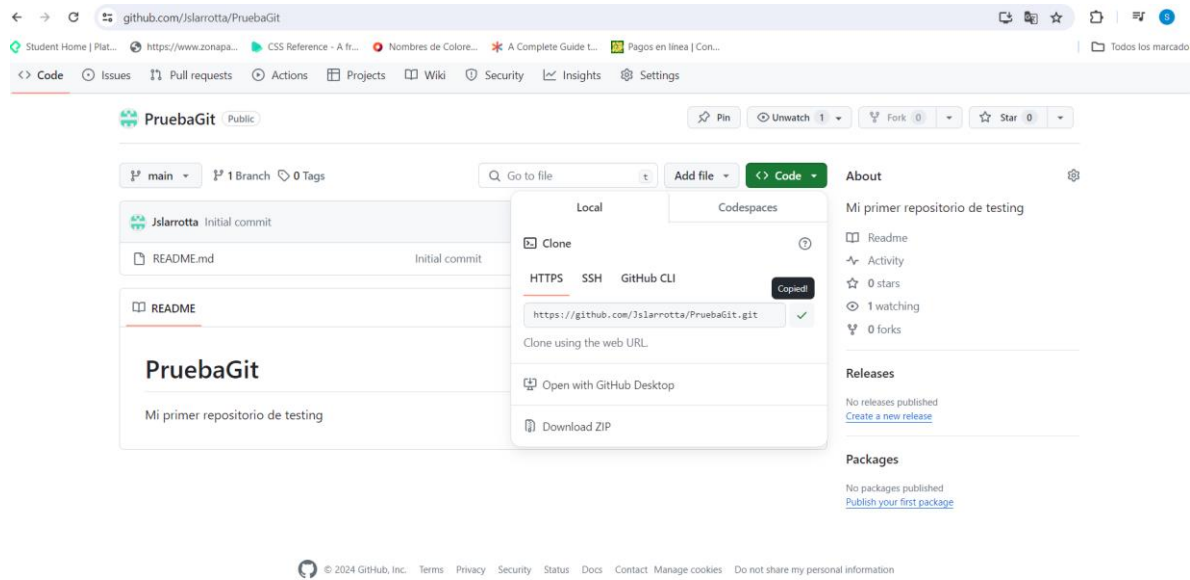 github.com/Jslarrotta/PruebaGit
S
Student Home | Plat... https://www.zonapa... CSS Reference - A fr... Nombres de Colore... A Complete Guide t... Pagos en línea | Con... Todos los marcado
<> Code Issues Pull requests Actions Projects Wiki Security Insights Settings
PruebaGit Public Pin Unwatch 1 Fork 0 Star 0
main 1 Branch 0 Tags Go to file t Add file <> Code
Jslarrotta Initial commit
README.md Initial commit
README
PruebaGit
Mi primer repositorio de testing
Local Codespaces
Clone
HTTPS SSH GitHub CLI
Copied!
https://github.com/Jslarrotta/PruebaGit.git
Clone using the web URL.
Open with GitHub Desktop
Download ZIP
About
Mi primer repositorio de testing
Readme
Activity
0 stars
1 watching
0 forks
Releases
No releases published
Create a new release
Packages
No packages published
Publish your first package
© 2024 GitHub, Inc. Terms Privacy Security Status Docs Contact Manage cookies Do not share my personal information